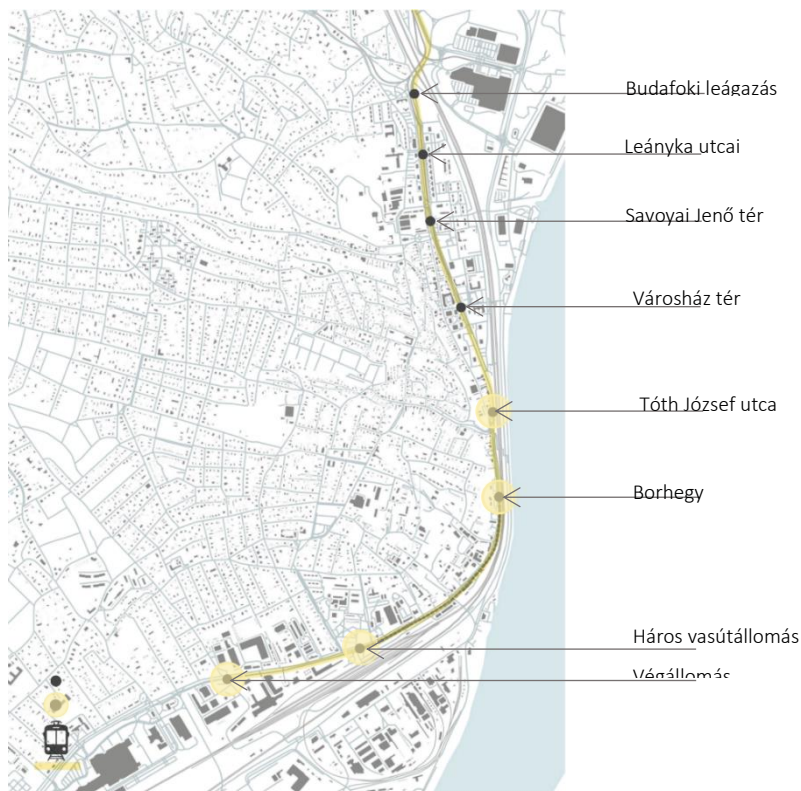 Budafoki leágazás
Leányka utcai
Savoyai Jenő tér
Városház tér
Tóth József utca
Borhegy
Háros vasútállomás
Végállomás